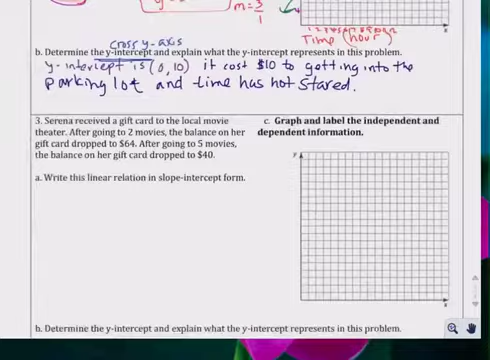 m=3/1
Time (hour)
b. Determine the y-intercept and explain what the y-intercept represents in this problem.
cross y-axis
y-intercept is (0,10) it cost $10 to getting into the
parking lot and time has not stared.
3. Serena received a gift card to the local movie
theater. After going to 2 movies, the balance on her
gift card dropped to $64. After going to 5 movies,
the balance on her gift card dropped to $40.
a. Write this linear relation in slope-intercept form.
c. Graph and label the independent and
dependent information.
y
x
b. Determine the y-intercept and explain what the y-intercept represents in this problem.